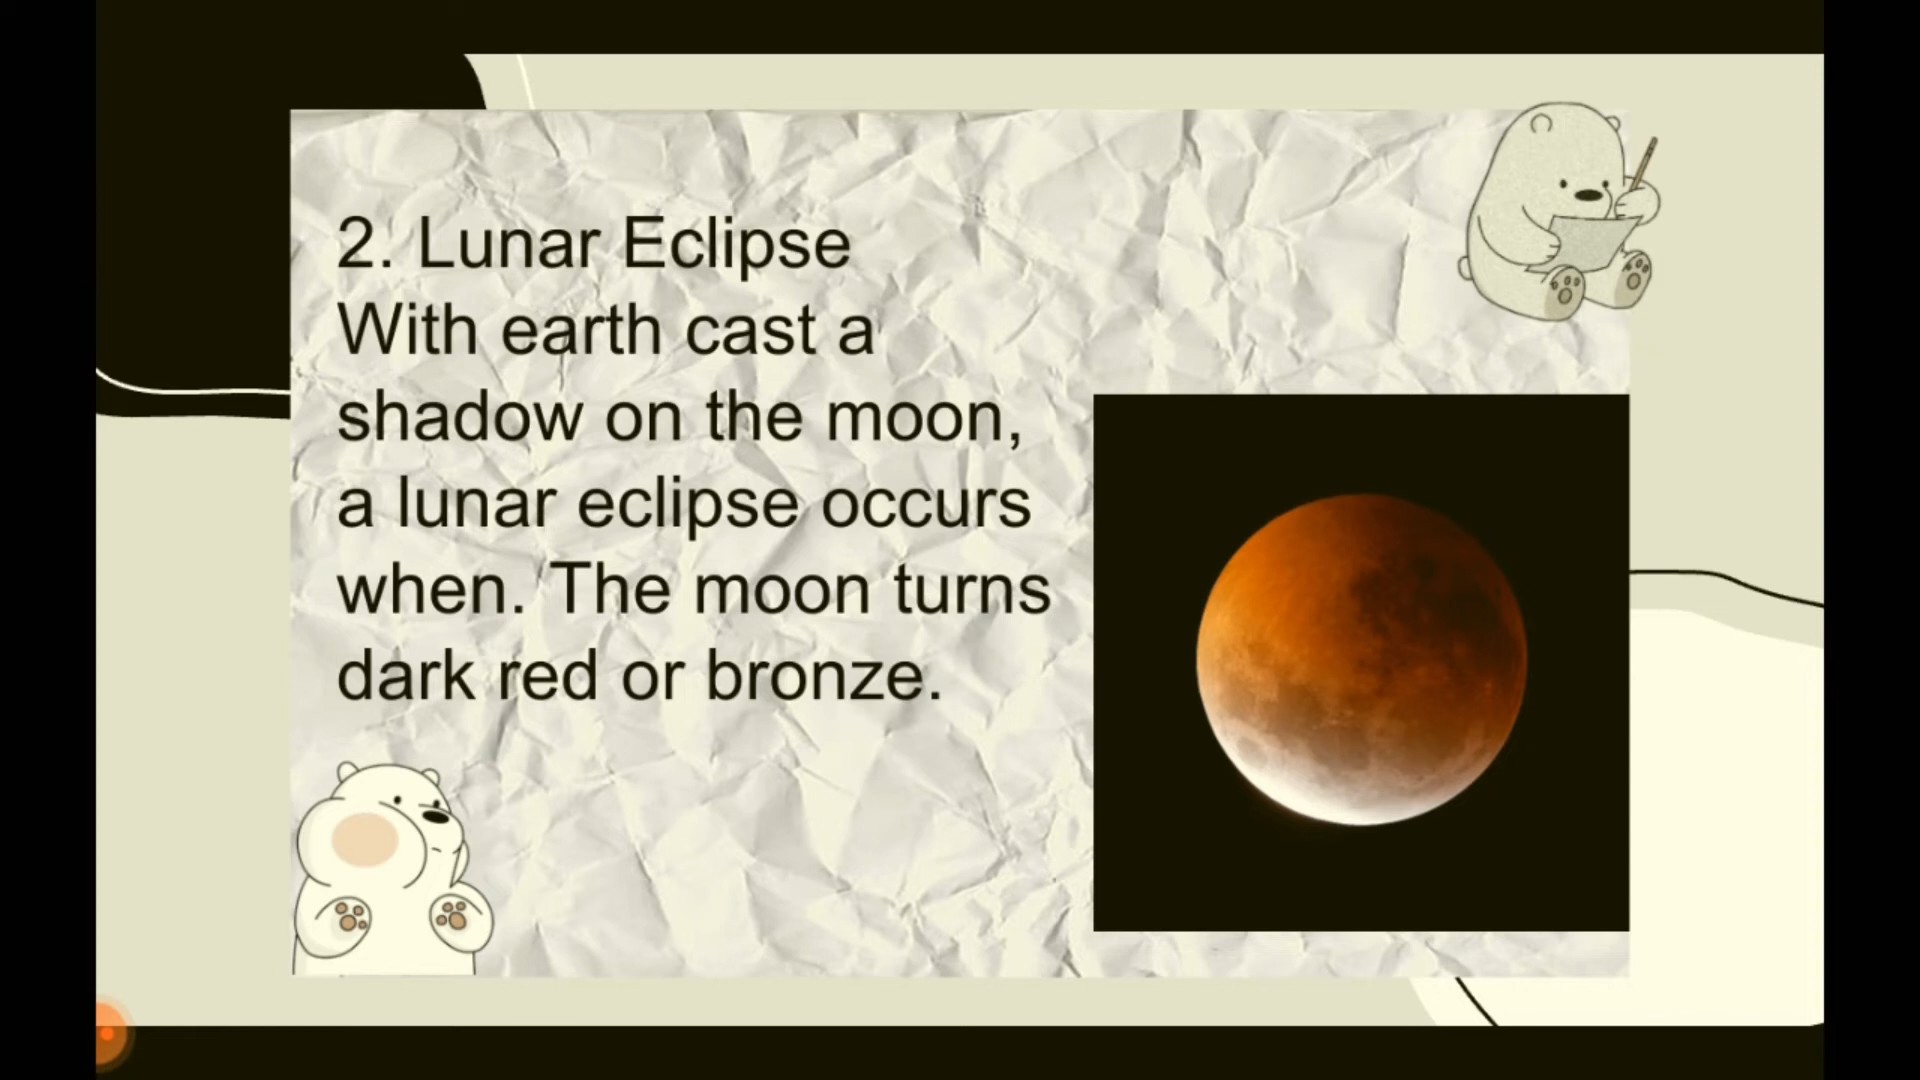 2. Lunar Eclipse
With earth cast a
shadow on the moon,
a lunar eclipse occurs
when. The moon turns
dark red or bronze.